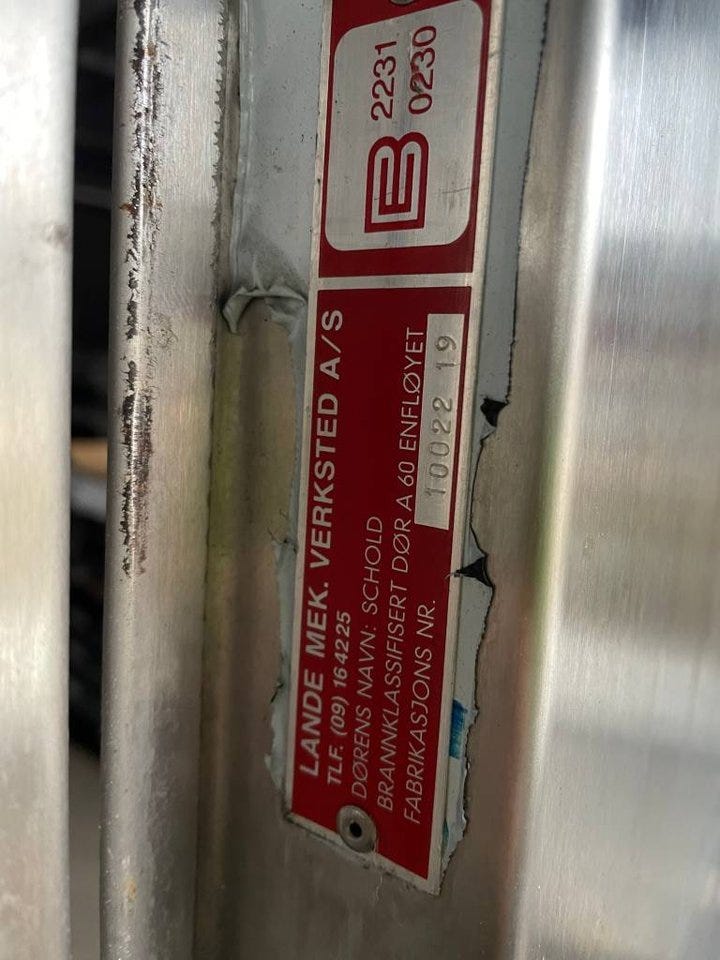 LANDE MEK. VERKSTED A/S
TLF. (09) 164225
DØRENS NAVN: SCHOLD
BRANNKLASSIFISERT DØR A 60 ENFLØYET
FABRIKASJONS NR. 10022 19
B 2231
0230